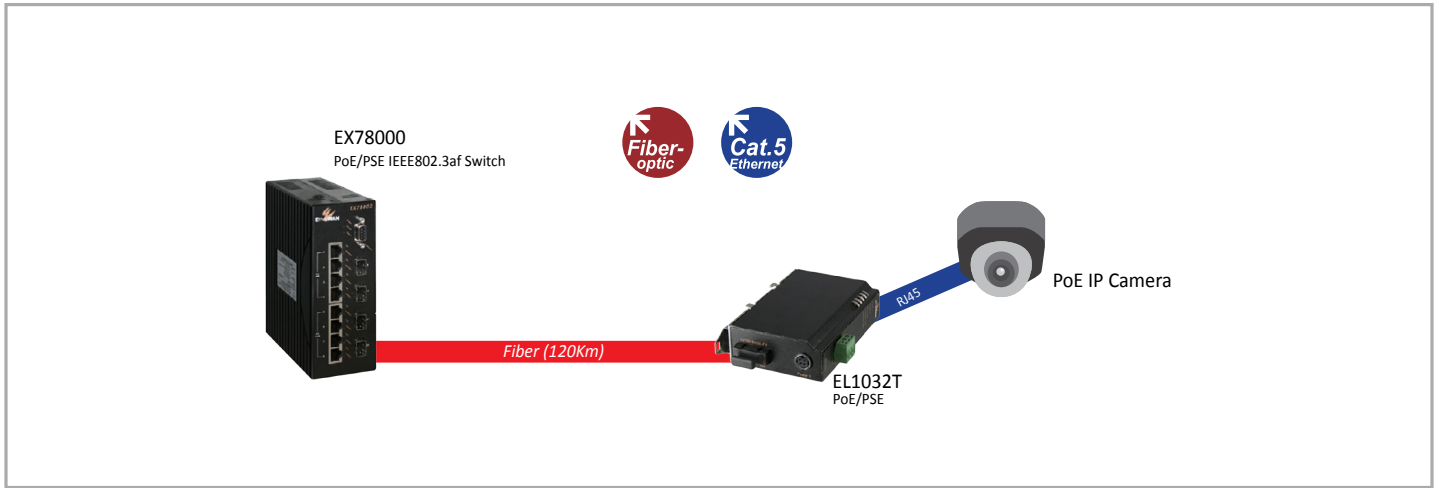 EX78000
PoE/PSE IEEE802.3af Switch
Fiber-
optic
Cat.5
Ethernet
EX78802
Fiber (120Km)
RJ45
PoE IP Camera
EL1032T
PoE/PSE